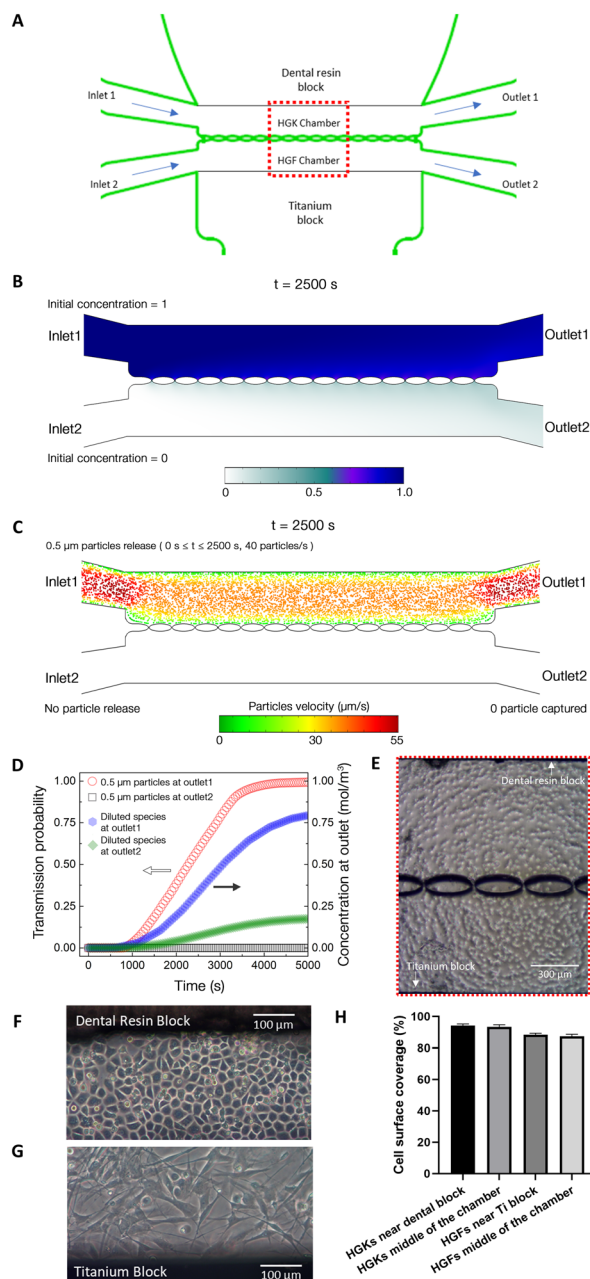 A
Dental resin
block
Inlet 1
Outlet 1
HGK Chamber
HGF Chamber
Inlet 2
Outlet 2
Titanium
block
B
t = 2500 s
Initial concentration = 1
Inlet1
Outlet1
Inlet2
Outlet2
Initial concentration = 0
0
0.5
1.0
C
t = 2500 s
0.5 µm particles release ( 0 s ≤ t ≤ 2500 s, 40 particles/s )
Inlet1
Outlet1
Inlet2
Outlet2
No particle release
Particles velocity (µm/s)
0 particle captured
0
30
55
D
1.00
0.75
0.50
0.25
0.00
Transmission probability
0.5 µm particles at outlet1
0.5 µm particles at outlet2
Diluted species
at outlet1
Diluted species
at outlet2
1.00
0.75
0.50
0.25
0.00
Concentration at outlet (mol/m³)
0 1000 2000 3000 4000 5000
Time (s)
E
Dental resin block
Titanium block
300 µm
F
Dental Resin Block
100 µm
G
Titanium Block
100 µm
H
Cell surface coverage (%)
100
80
60
40
20
0
HGKs near dental block
HGKs middle of the chamber
HGFs near Ti block
HGFs middle of the chamber